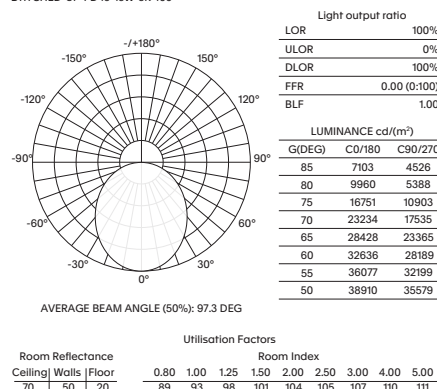 Light output ratio
LOR 100%
ULOR 0%
DLOR 100%
FFR 0.00 (0:100)
BLF 1.00
-/+180°
-150° 150°
-120° 120°
-90° 90°
-60° 60°
-30° 30°
0°
AVERAGE BEAM ANGLE (50%): 97.3 DEG
LUMINANCE cd/(m²)
G(DEG) C0/180 C90/270
85 7103 4526
80 9960 5388
75 16751 10903
70 23234 17535
65 28428 23365
60 32636 28189
55 36077 32199
50 38910 35579
Utilisation Factors
Room Reflectance Room Index
Ceiling Walls Floor 0.80 1.00 1.25 1.50 2.00 2.50 3.00 4.00 5.00
70 50 20 89 93 98 101 104 105 107 110 111